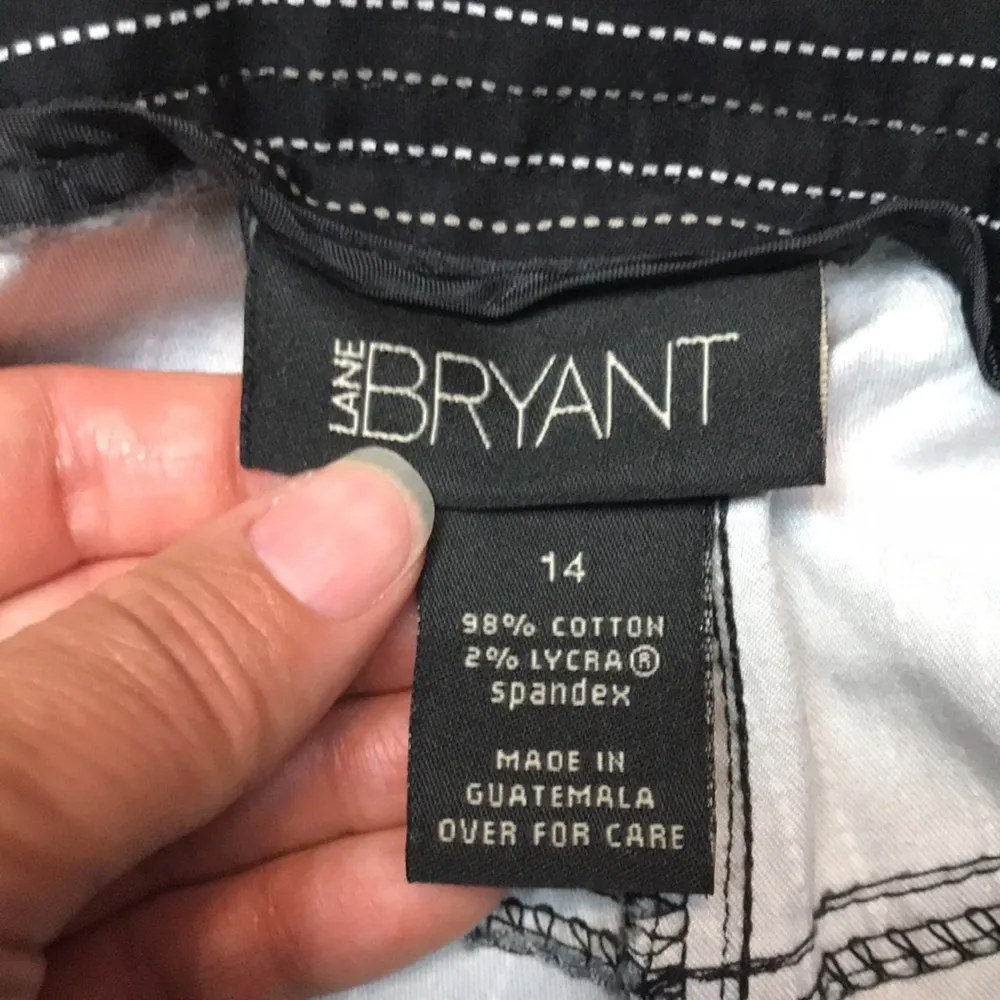 LANE BRYANT
14
98% COTTON
2% LYCRA®
spandex
MADE IN
GUATEMALA
OVER FOR CARE